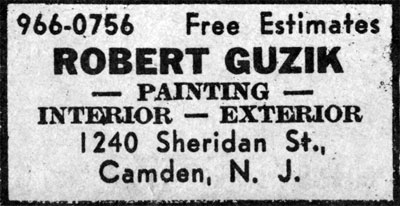 966-0756 Free Estimates
ROBERT GUZIK
— PAINTING —
INTERIOR — EXTERIOR
1240 Sheridan St.,
Camden, N. J.